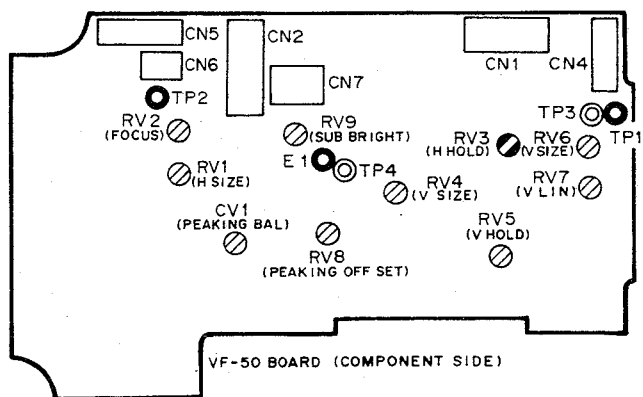 CN5
CN2
CN6
CN7
CN1
CN4
TP2
TP3
TP1
RV2
(FOCUS)
RV9
(SUB BRIGHT)
RV3
(H HOLD)
RV6
(V SIZE)
E1
TP4
RV1
(H SIZE)
RV4
(V SIZE)
RV7
(V LIN)
CV1
(PEAKING BAL)
RV5
(V HOLD)
RV8
(PEAKING OFF SET)
VF-50 BOARD (COMPONENT SIDE)